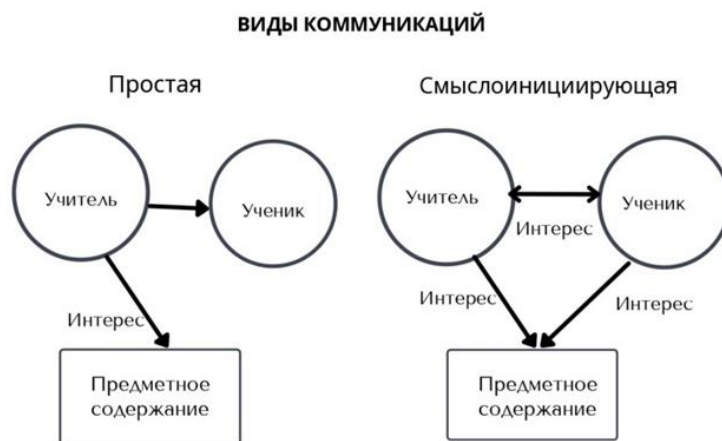 ВИДЫ КОММУНИКАЦИЙ
Простая
Учитель
Ученик
Интерес
Предметное
содержание
Смыслоинициирующая
Учитель
Ученик
Интерес
Интерес
Интерес
Предметное
содержание